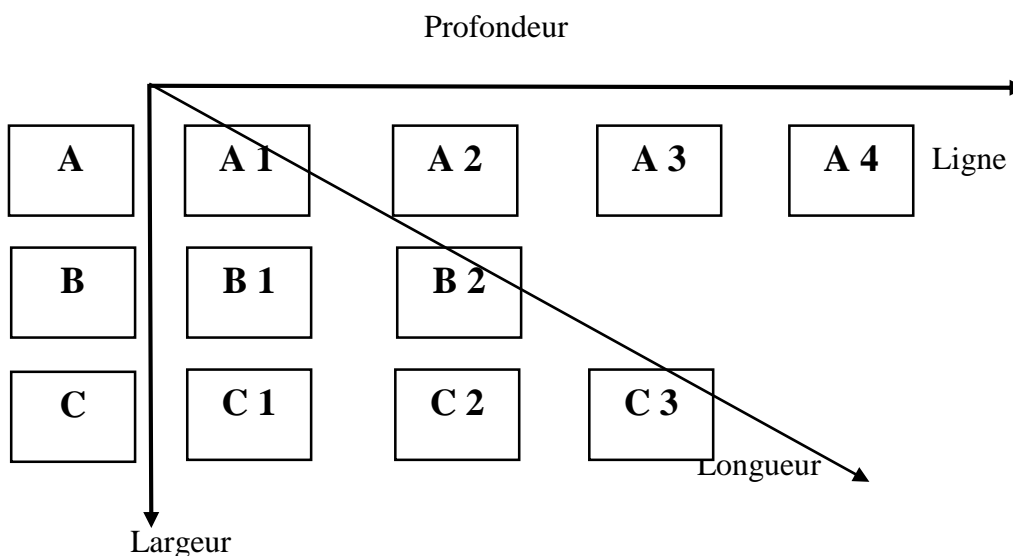 Profondeur
A A 1 A 2 A 3 A 4 Ligne
B B 1 B 2
C C 1 C 2 C 3
Longueur
Largeur